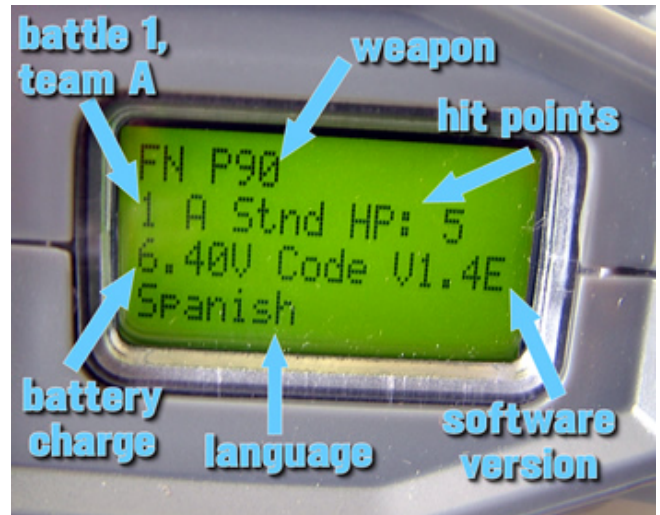 battle 1,
team A
weapon
hit points
FN P90
1 A Stnd HP: 5
6.40V Code V1.4E
Spanish
battery
charge
language
software
version